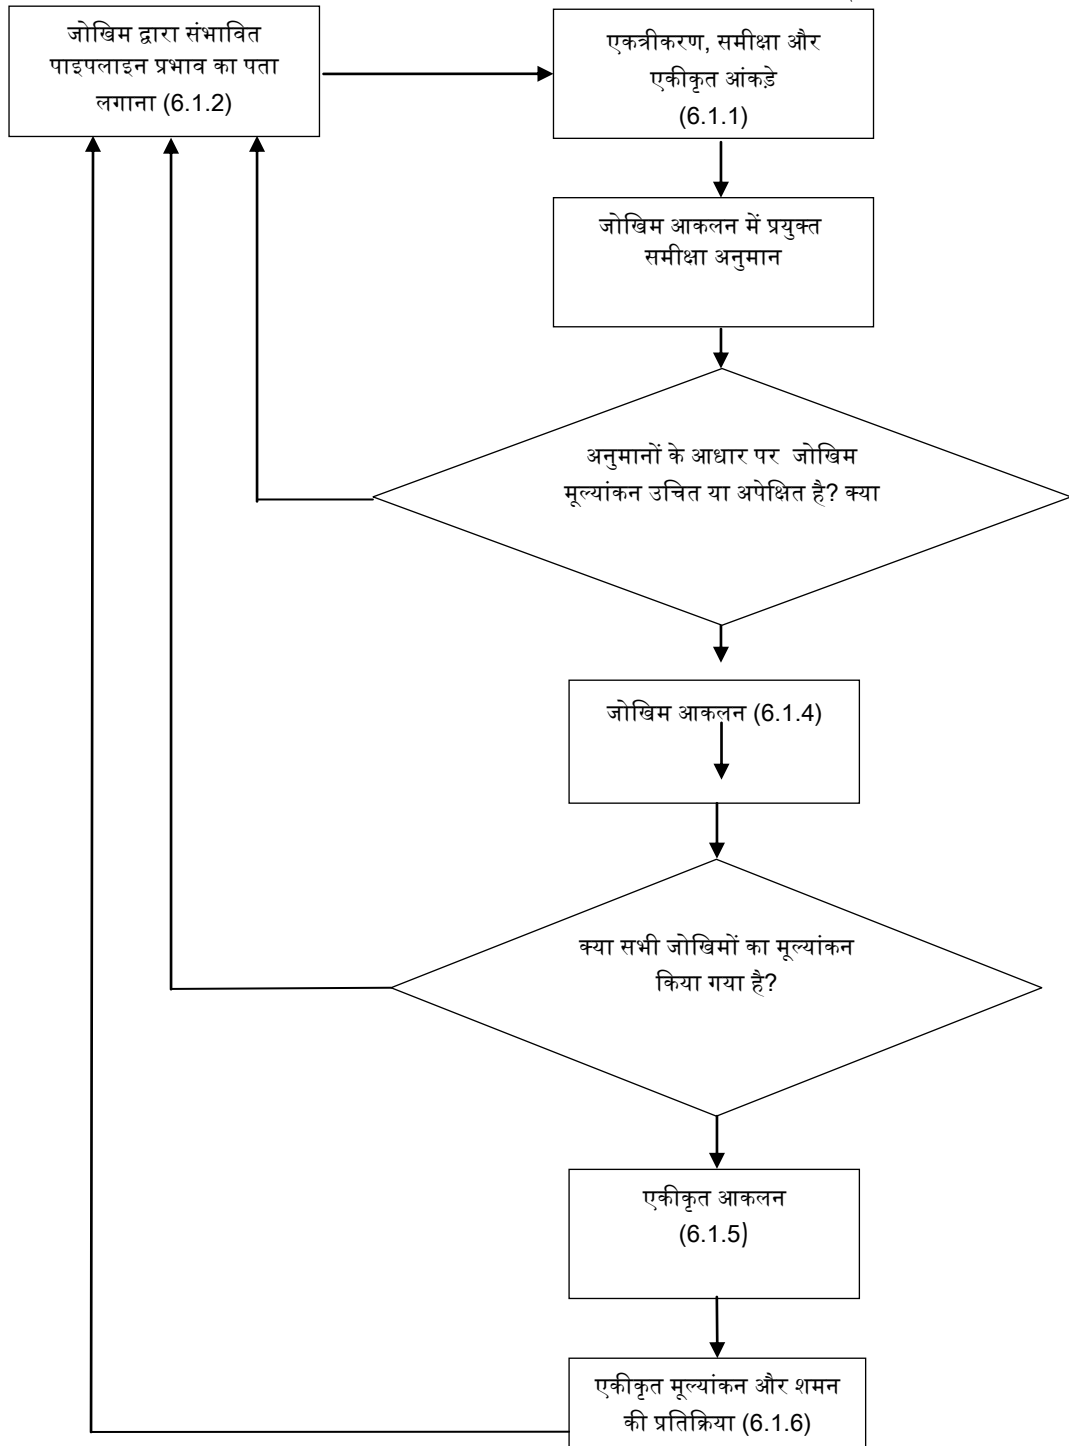 जोखिम द्वारा संभावित
पाइपलाइन प्रभाव का पता
लगाना (6.1.2)
एकत्रीकरण, समीक्षा और
एकीकृत आंकड़े
(6.1.1)
जोखिम आकलन में प्रयुक्त
समीक्षा अनुमान
अनुमानों के आधार पर जोखिम
मूल्यांकन उचित या अपेक्षित है? क्या
जोखिम आकलन (6.1.4)
क्या सभी जोखिमों का मूल्यांकन
किया गया है?
एकीकृत आकलन
(6.1.5)
एकीकृत मूल्यांकन और शमन
की प्रतिक्रिया (6.1.6)